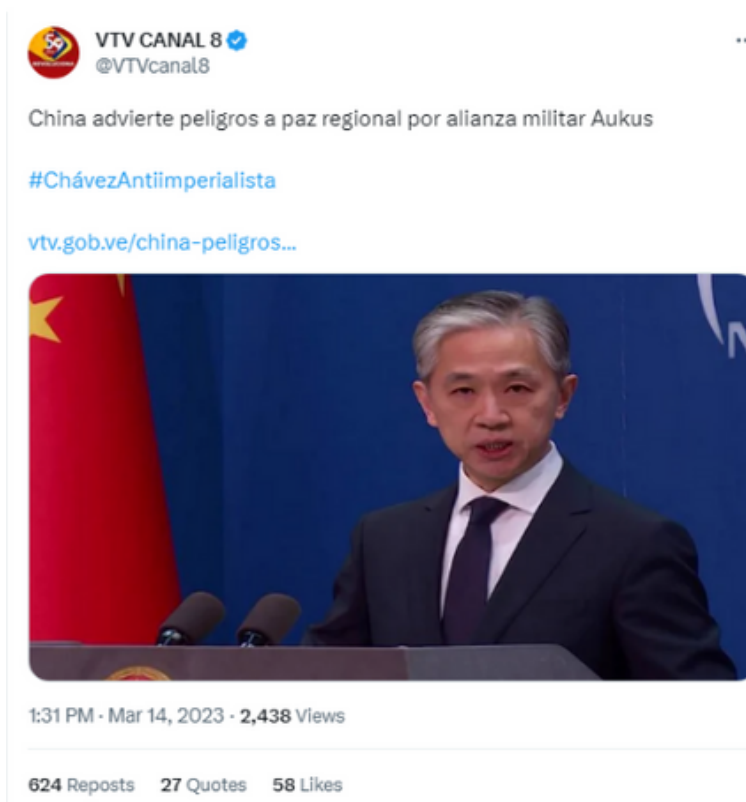 VTV CANAL 8
@VTVcanal8
China advierte peligros a paz regional por alianza militar Aukus
#ChávezAntiimperialista
vtv.gob.ve/china-peligros...
1:31 PM · Mar 14, 2023 · 2,438 Views
624 Reposts 27 Quotes 58 Likes